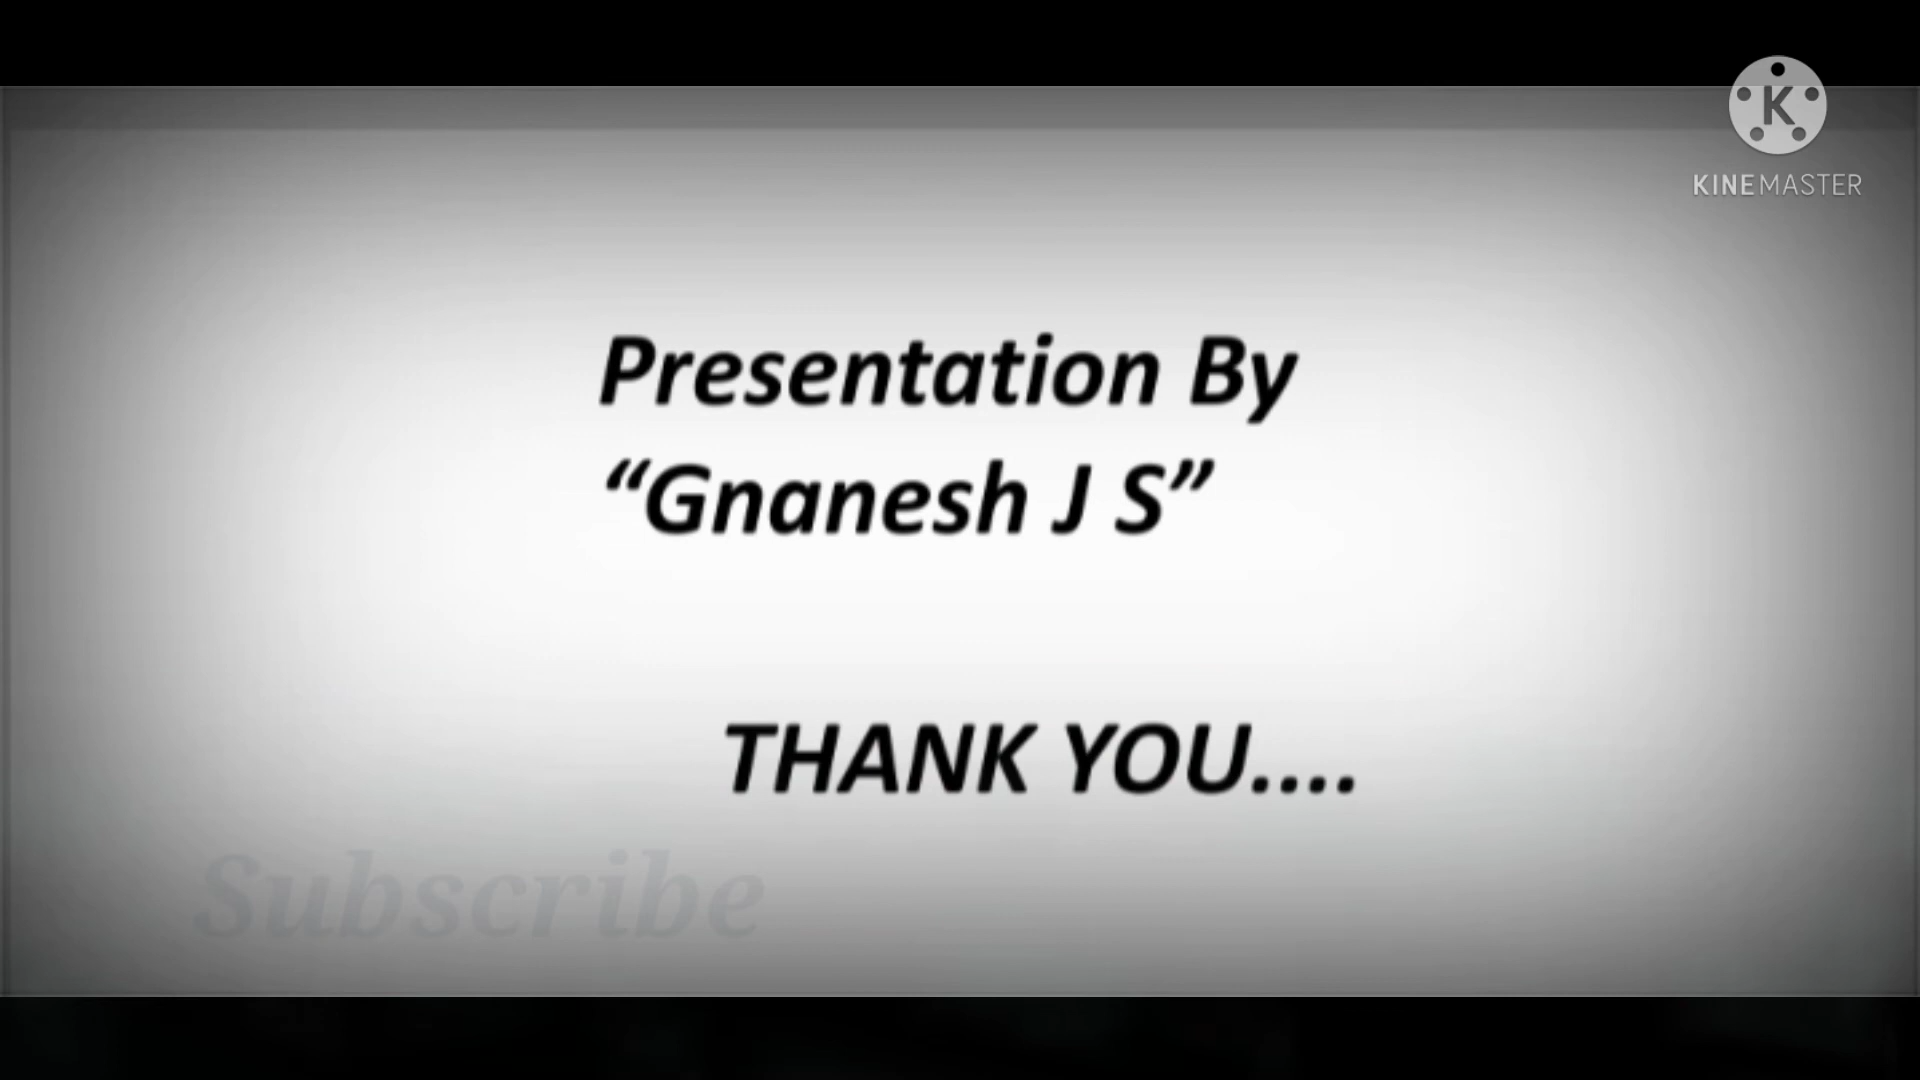 K
KINEMASTER
Presentation By
“Gnanesh J S”
THANK YOU....
Subscribe